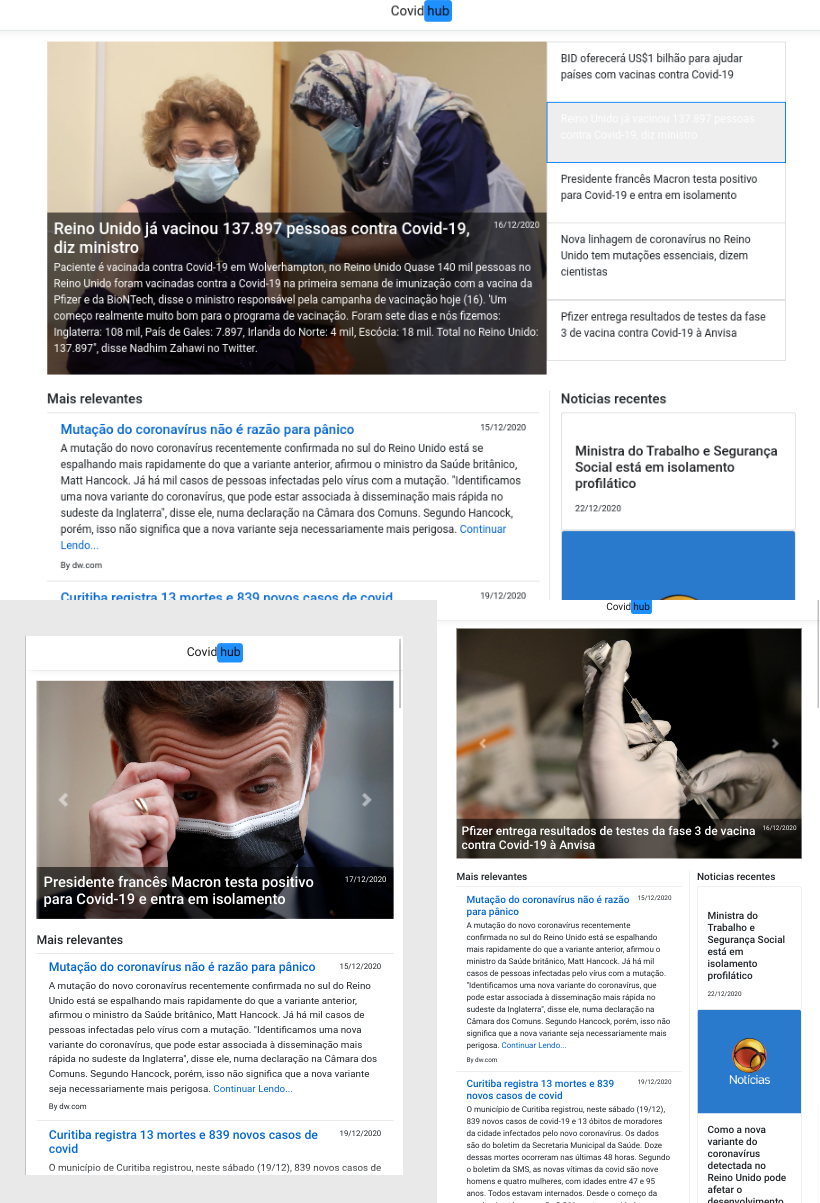 Covid hub
BID oferecerá US$1 bilhão para ajudar
países com vacinas contra Covid-19
Reino Unido já vacinou 137.897 pessoas
contra Covid-19, diz ministro
Presidente francês Macron testa positivo
para Covid-19 e entra em isolamento
Nova linhagem de coronavírus no Reino
Unido tem mutações essenciais, dizem
cientistas
Pfizer entrega resultados de testes da fase
3 de vacina contra Covid-19 à Anvisa
Reino Unido já vacinou 137.897 pessoas contra Covid-19,
diz ministro
16/12/2020
Paciente é vacinada contra Covid-19 em Wolverhampton, no Reino Unido Quase 140 mil pessoas no
Reino Unido foram vacinadas contra a Covid-19 na primeira semana de imunização com a vacina da
Pfizer e da BioNTech, disse o ministro responsável pela campanha de vacinação hoje (16). 'Um
começo realmente muito bom para o programa de vacinação. Foram sete dias e nós fizemos:
Inglaterra: 108 mil, País de Gales: 7.897, Irlanda do Norte: 4 mil, Escócia: 18 mil. Total no Reino Unido:
137.897", disse Nadhim Zahawi no Twitter.
Mais relevantes
Mutação do coronavírus não é razão para pânico
15/12/2020
A mutação do novo coronavírus recentemente confirmada no sul do Reino Unido está se
espalhando mais rapidamente do que a variante anterior, afirmou o ministro da Saúde britânico,
Matt Hancock. Já há mil casos de pessoas infectadas pelo vírus com a mutação. "Identificamos
uma nova variante do coronavírus, que pode estar associada à disseminação mais rápida no
sudeste da Inglaterra", disse ele, numa declaração na Câmara dos Comuns. Segundo Hancock,
porém, isso não significa que a nova variante seja necessariamente mais perigosa. Continuar
Lendo...
By dw.com
Curitiba registra 13 mortes e 839 novos casos de covid
19/12/2020
Noticias recentes
Ministra do Trabalho e Segurança
Social está em isolamento
profilático
22/12/2020
Covid hub
Presidente francês Macron testa positivo
para Covid-19 e entra em isolamento
17/12/2020
Mais relevantes
Mutação do coronavírus não é razão para pânico
15/12/2020
A mutação do novo coronavírus recentemente confirmada no sul do Reino
Unido está se espalhando mais rapidamente do que a variante anterior,
afirmou o ministro da Saúde britânico, Matt Hancock. Já há mil casos de
pessoas infectadas pelo vírus com a mutação. "Identificamos uma nova
variante do coronavírus, que pode estar associada à disseminação mais
rápida no sudeste da Inglaterra", disse ele, numa declaração na Câmara dos
Comuns. Segundo Hancock, porém, isso não significa que a nova variante
seja necessariamente mais perigosa. Continuar Lendo...
By dw.com
Curitiba registra 13 mortes e 839 novos casos de
covid
19/12/2020
O município de Curitiba registrou, neste sábado (19/12), 839 novos casos de
Covid hub
Pfizer entrega resultados de testes da fase 3 de vacina
contra Covid-19 à Anvisa
16/12/2020
Mais relevantes
Mutação do coronavírus não é razão
para pânico
15/12/2020
A mutação do novo coronavírus recentemente
confirmada no sul do Reino Unido está se espalhando
mais rapidamente do que a variante anterior, afirmou o
ministro da Saúde britânico, Matt Hancock. Já há mil
casos de pessoas infectadas pelo vírus com a mutação.
"Identificamos uma nova variante do coronavírus, que
pode estar associada à disseminação mais rápida no
sudeste da Inglaterra", disse ele, numa declaração na
Câmara dos Comuns. Segundo Hancock, porém, isso não
significa que a nova variante seja necessariamente mais
perigosa. Continuar Lendo...
By dw.com
Curitiba registra 13 mortes e 839
novos casos de covid
19/12/2020
O município de Curitiba registrou, neste sábado (19/12),
839 novos casos de covid-19 e 13 óbitos de moradores
da cidade infectados pelo novo coronavírus. Os dados
são do boletim da Secretaria Municipal da Saúde. Doze
dessas mortes ocorreram nas últimas 48 horas. Segundo
o boletim da SMS, as novas vítimas da covid são nove
homens e quatro mulheres, com idades entre 47 e 95
anos. Todos estavam internados. Desde o começo da
Noticias recentes
Ministra do
Trabalho e
Segurança Social
está em
isolamento
profilático
22/12/2020
Notícias
Como a nova
variante do
coronavírus
detectada no
Reino Unido pode
afetar o
desenvolvimento